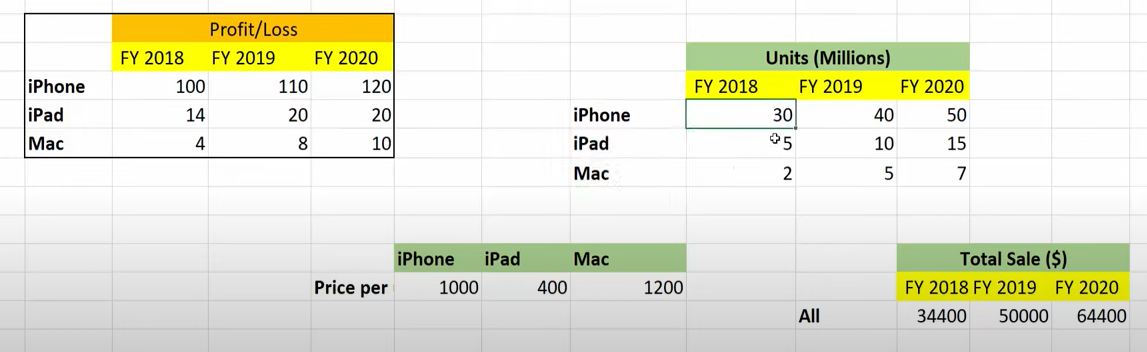 Profit/Loss
FY 2018 FY 2019 FY 2020
iPhone 100 110 120
iPad 14 20 20
Mac 4 8 10
Units (Millions)
FY 2018 FY 2019 FY 2020
iPhone 30 40 50
iPad 5 10 15
Mac 2 5 7
iPhone iPad Mac
Price per 1000 400 1200
Total Sale ($)
FY 2018 FY 2019 FY 2020
All 34400 50000 64400